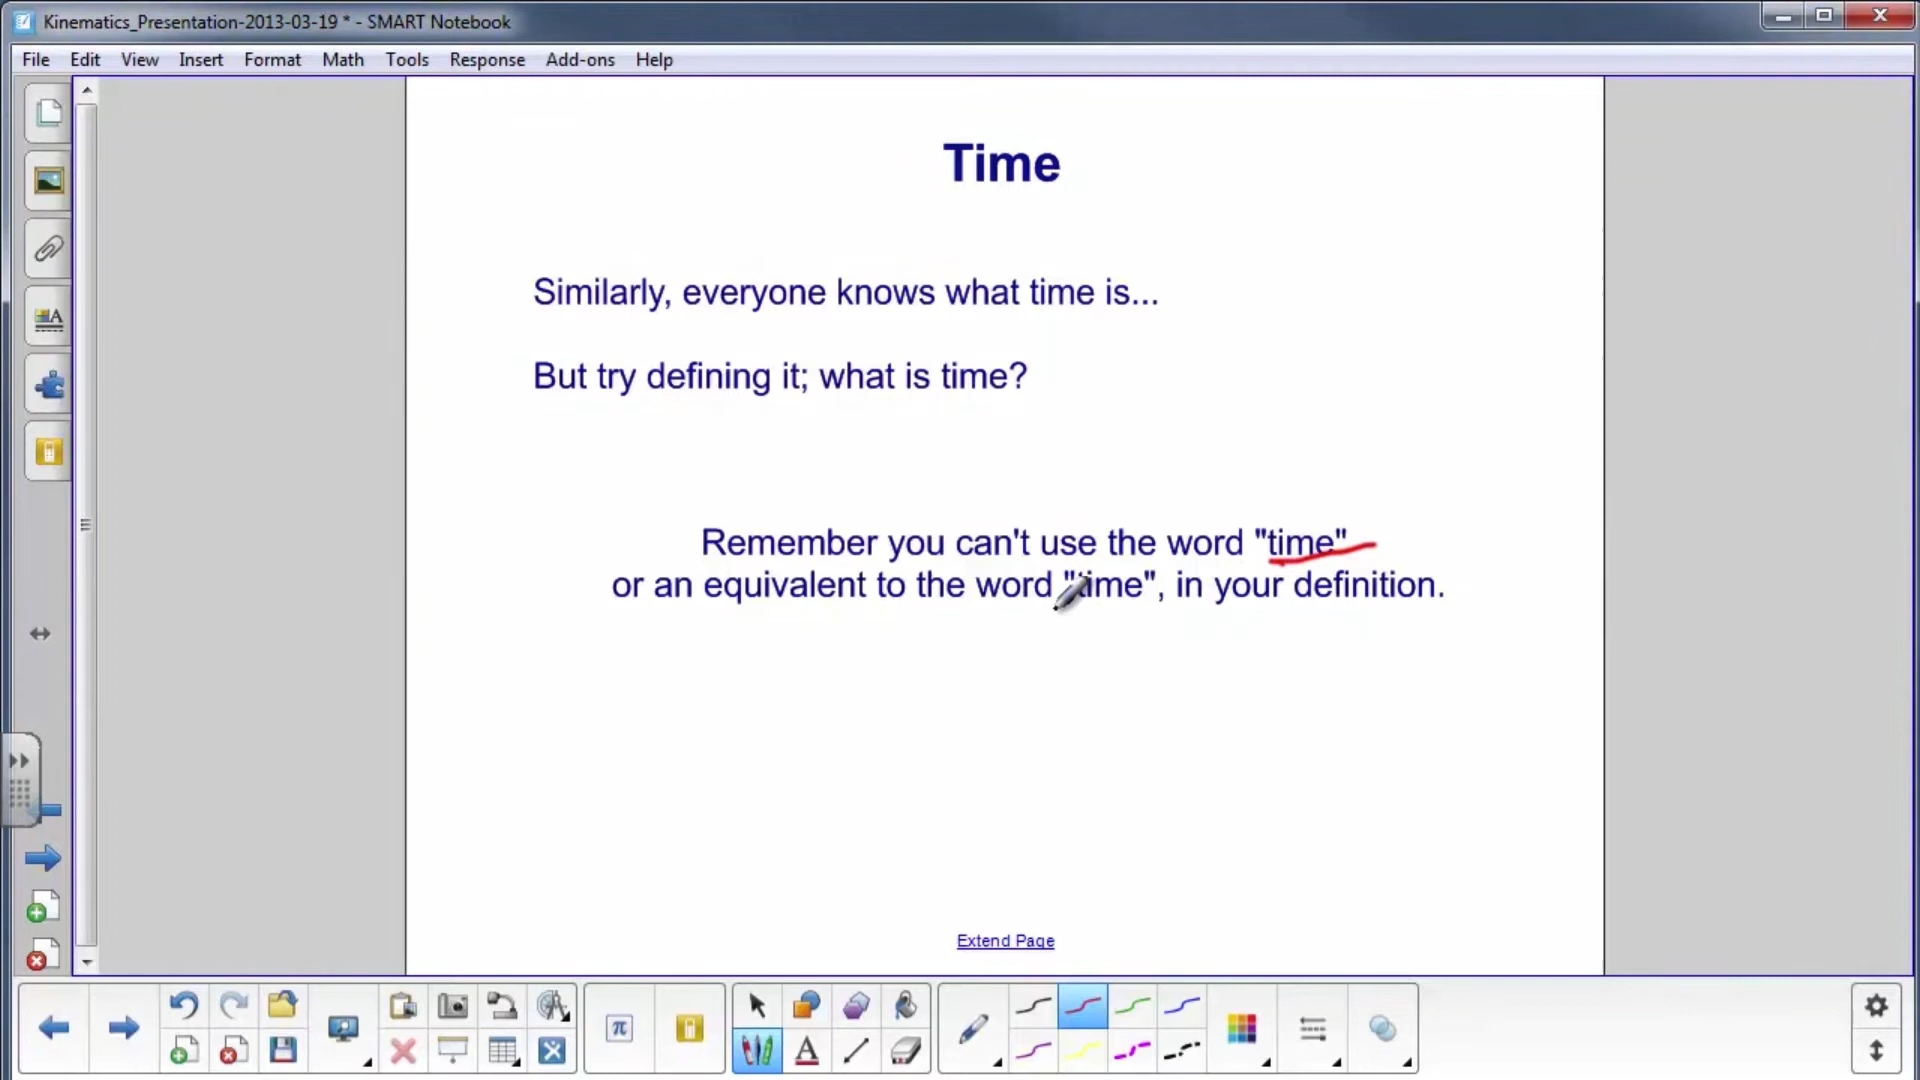 Kinematics_Presentation-2013-03-19 * - SMART Notebook
File Edit View Insert Format Math Tools Response Add-ons Help
Time
Similarly, everyone knows what time is...
But try defining it; what is time?
Remember you can't use the word "time"
or an equivalent to the word "time", in your definition.
Extend Page